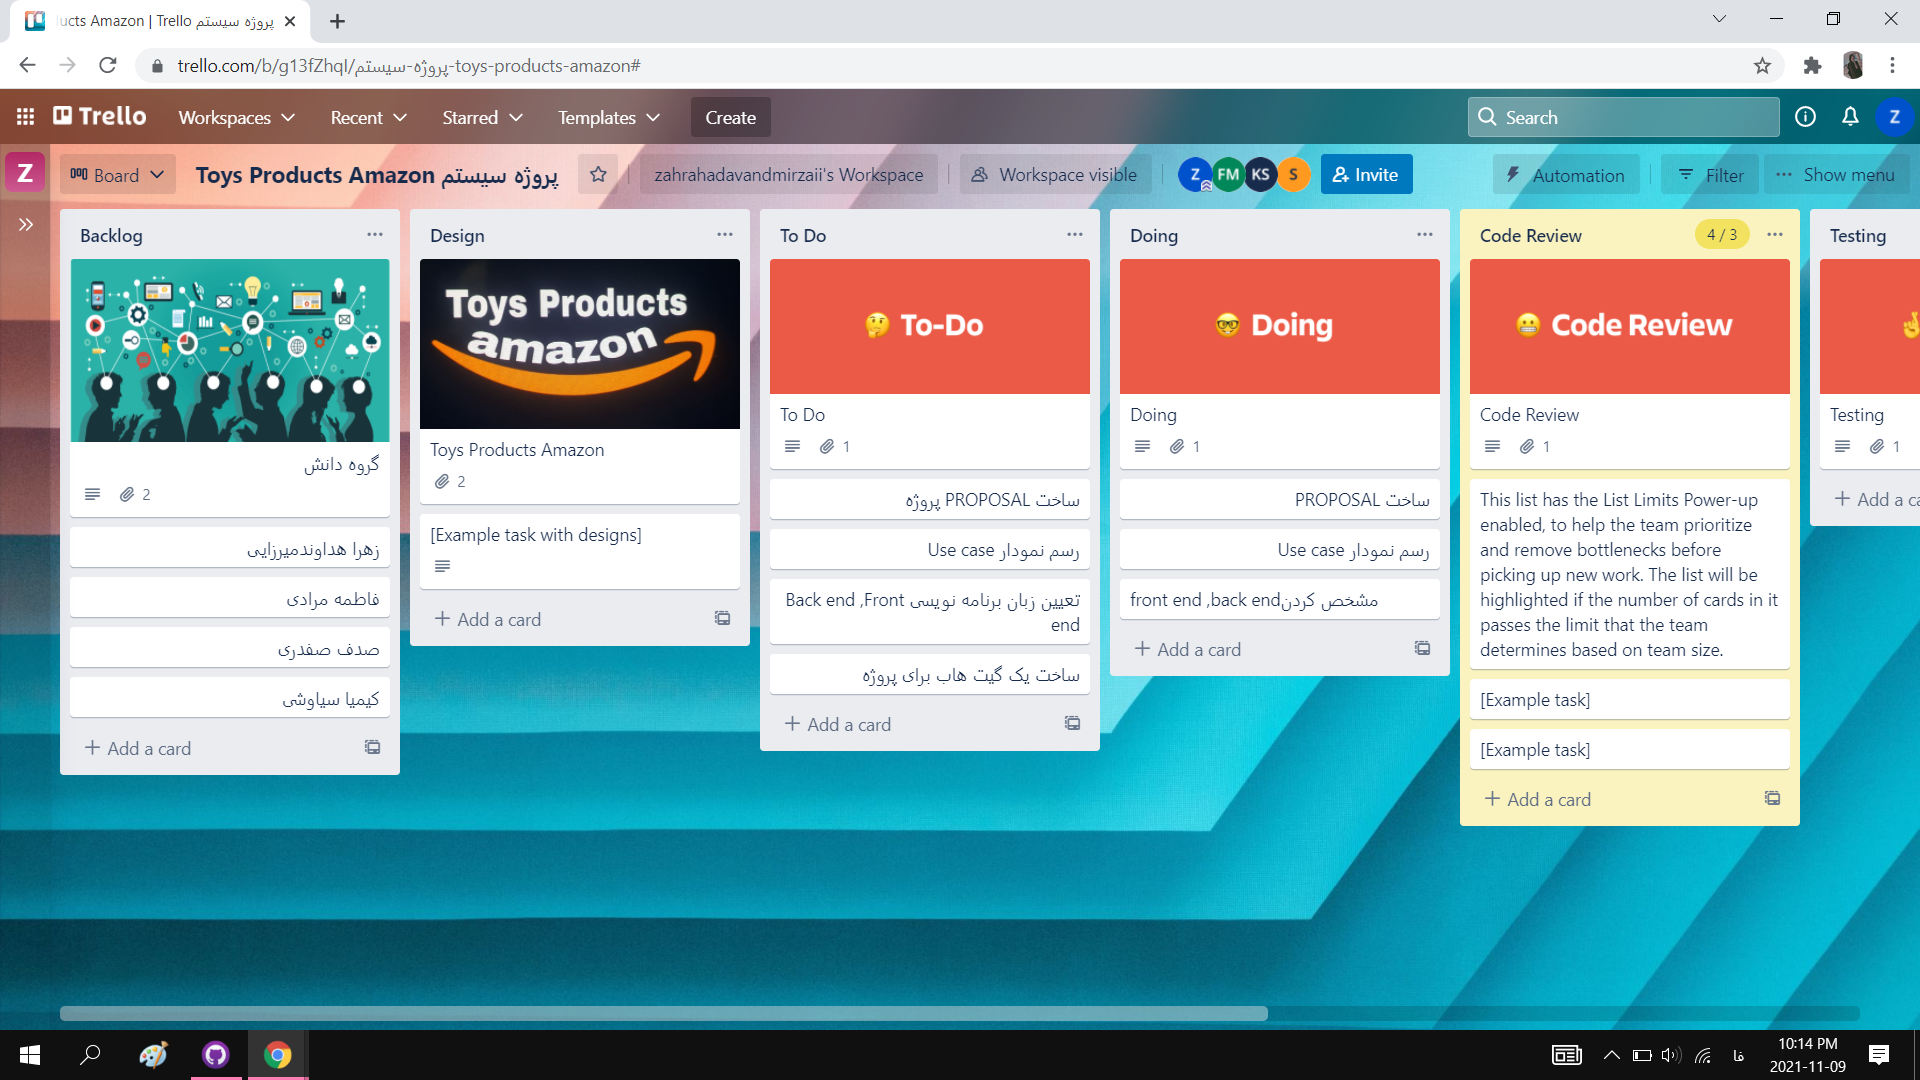 ucts Amazon | Trello پروژه سیستم
trello.com/b/g13fZhqI/پروژه-سیستم-toys-products-amazon#
Trello
Workspaces
Recent
Starred
Templates
Create
Search
Z
Z
Board
Toys Products Amazon پروژه سیستم
zahrahadavandmirzaii's Workspace
Workspace visible
Z
FM
KS
S
Invite
Automation
Filter
Show menu
Backlog
گروه دانش
2
زهرا هداوندمیرزایی
فاطمه مرادی
صدف صفدری
کیمیا سیاوشی
Add a card
Design
Toys Products
amazon
Toys Products Amazon
2
[Example task with designs]
Add a card
To Do
To-Do
To Do
1
ساخت PROPOSAL پروژه
رسم نمودار Use case
تعیین زبان برنامه نویسی Back end ,Front
end
ساخت یک گیت هاب برای پروژه
Add a card
Doing
Doing
Doing
1
ساخت PROPOSAL
رسم نمودار Use case
front end ,back endمشخص کردن
Add a card
Code Review
4 / 3
Code Review
Code Review
1
This list has the List Limits Power-up
enabled, to help the team prioritize
and remove bottlenecks before
picking up new work. The list will be
highlighted if the number of cards in it
passes the limit that the team
determines based on team size.
[Example task]
[Example task]
Add a card
Testing
Testing
1
Add a ca
فا
10:14 PM
2021-11-09